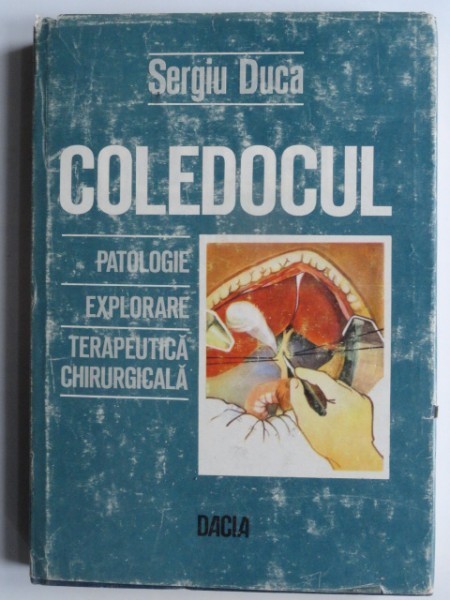 Sergiu Duca
COLEDOCUL
PATOLOGIE
EXPLORARE
TERAPEUTICĂ
CHIRURGICALĂ
DACIA